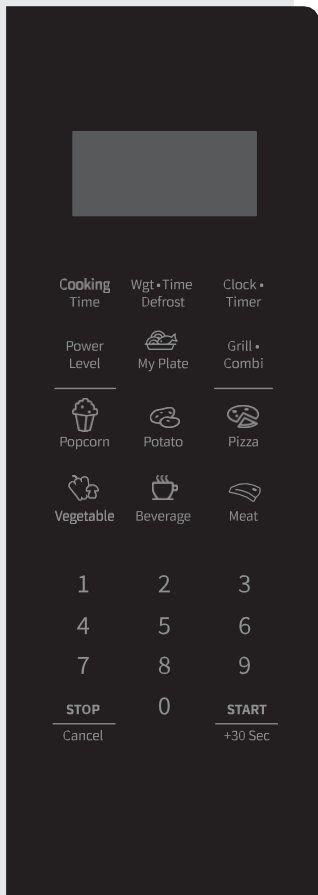 Cooking Wgt•Time Clock•
Time Defrost Timer
Power Grill•
Level My Plate Combi
Popcorn Potato Pizza
Vegetable Beverage Meat
1 2 3
4 5 6
7 8 9
STOP 0 START
Cancel +30 Sec